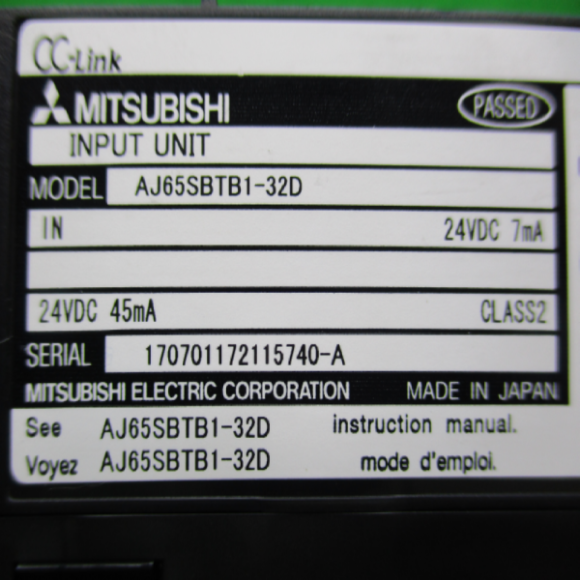 CC-Link
MITSUBISHI PASSED
INPUT UNIT
MODEL AJ65SBTB1-32D
IN 24VDC 7mA
24VDC 45mA CLASS2
SERIAL 170701172115740-A
MITSUBISHI ELECTRIC CORPORATION MADE IN JAPAN
See AJ65SBTB1-32D instruction manual.
Voyez AJ65SBTB1-32D mode d'emploi.